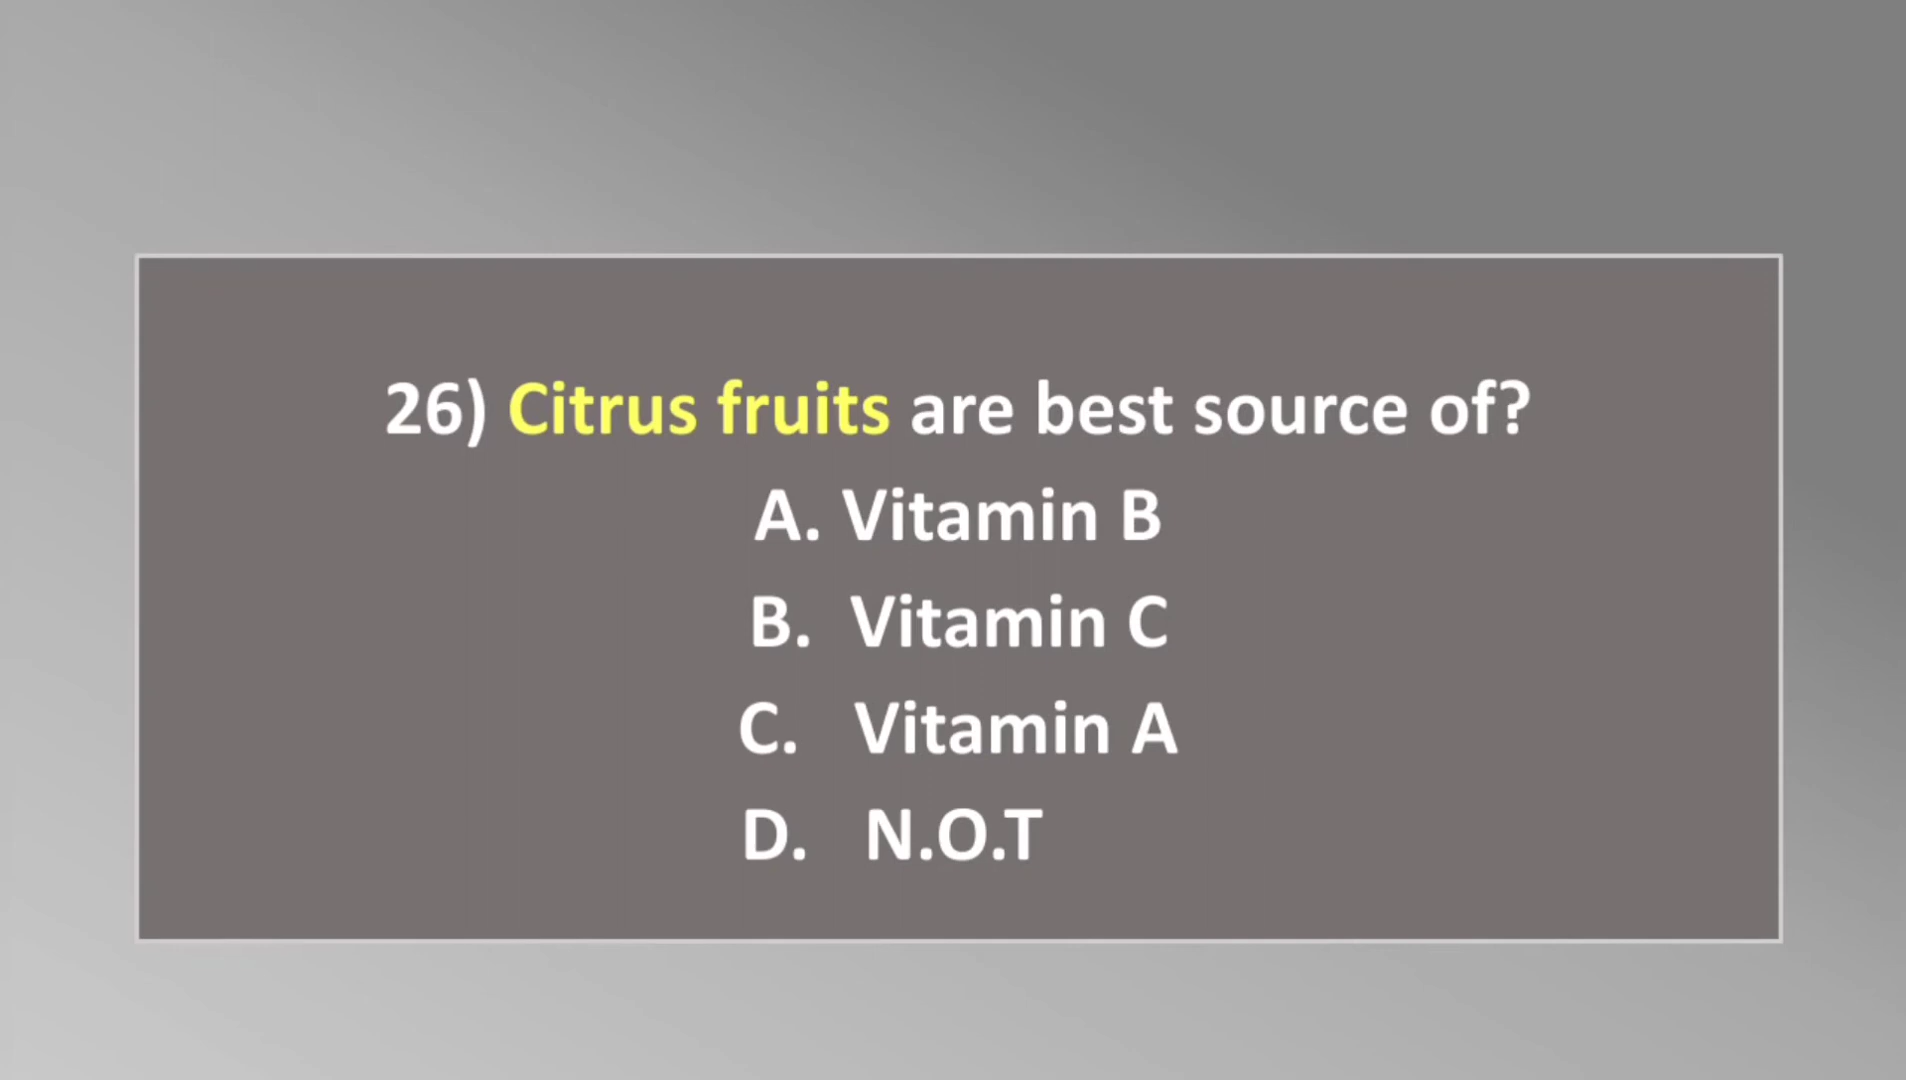 26) Citrus fruits are best source of?
A. Vitamin B
B. Vitamin C
C. Vitamin A
D. N.O.T